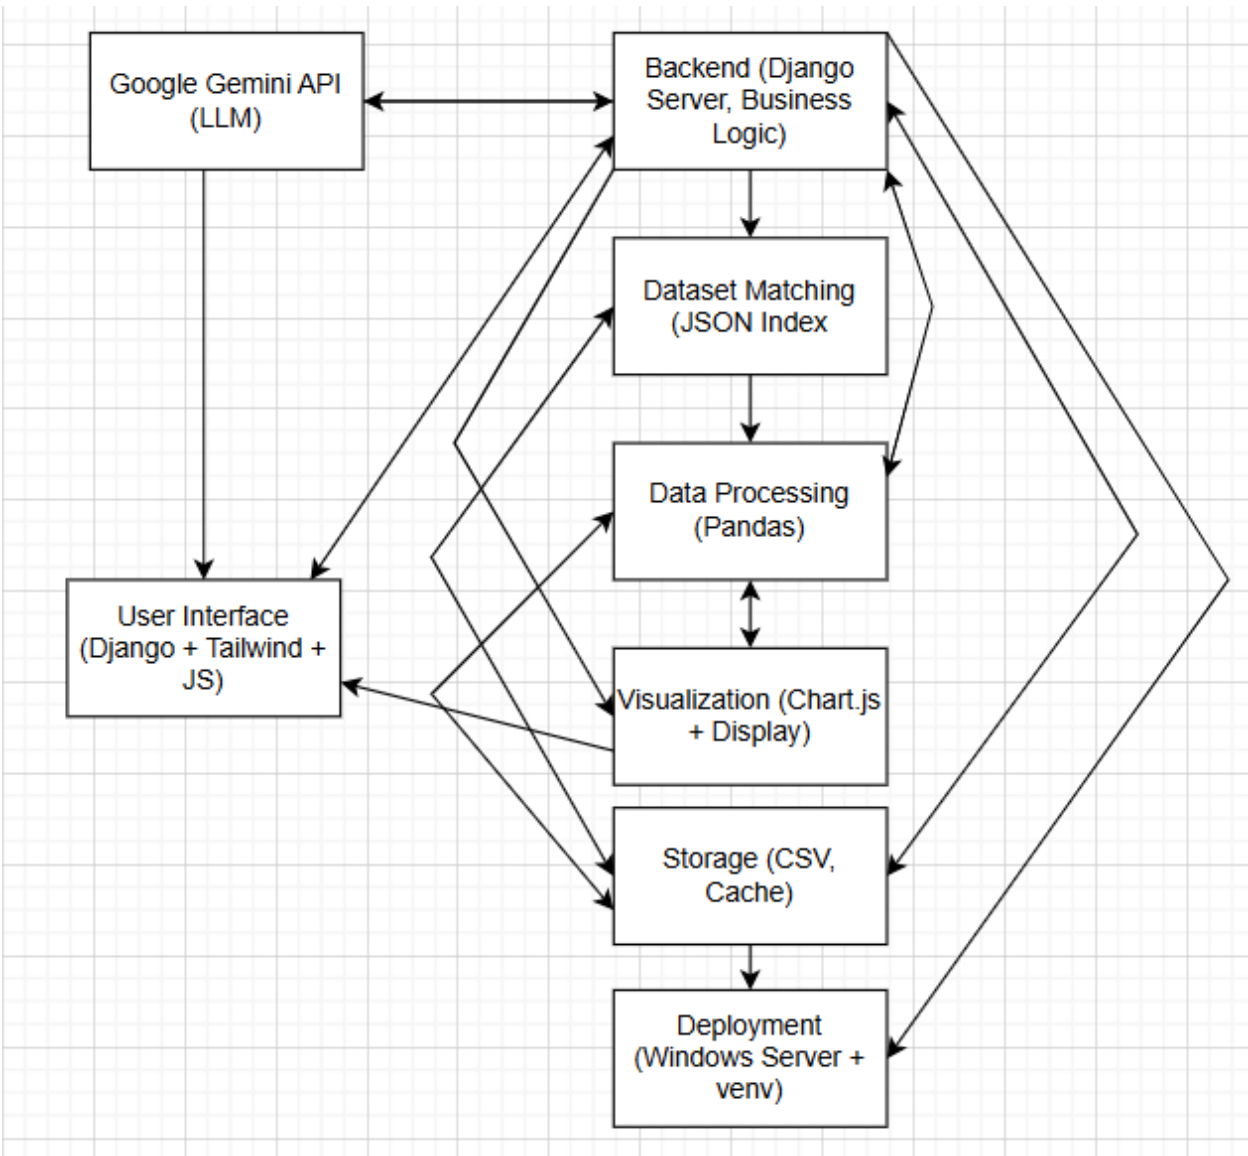 Google Gemini API
(LLM)
Backend (Django
Server, Business
Logic)
Dataset Matching
(JSON Index
Data Processing
(Pandas)
User Interface
(Django + Tailwind +
JS)
Visualization (Chart.js
+ Display)
Storage (CSV,
Cache)
Deployment
(Windows Server +
venv)